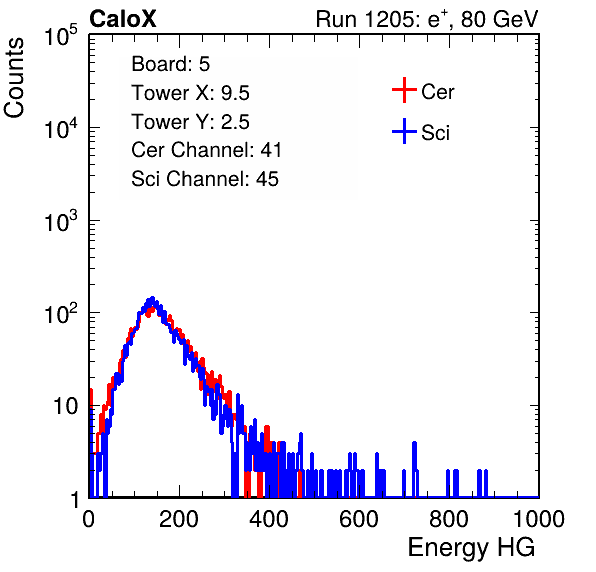 CaloX Run 1205: e⁺, 80 GeV
Counts
10⁵
10⁴
10³
10²
10
1
Board: 5
Tower X: 9.5
Tower Y: 2.5
Cer Channel: 41
Sci Channel: 45
Cer
Sci
0 200 400 600 800 1000
Energy HG